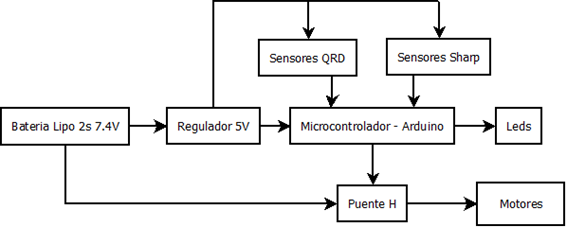 Sensores QRD
Sensores Sharp
Bateria Lipo 2s 7.4V
Regulador 5V
Microcontrolador - Arduino
Leds
Puente H
Motores